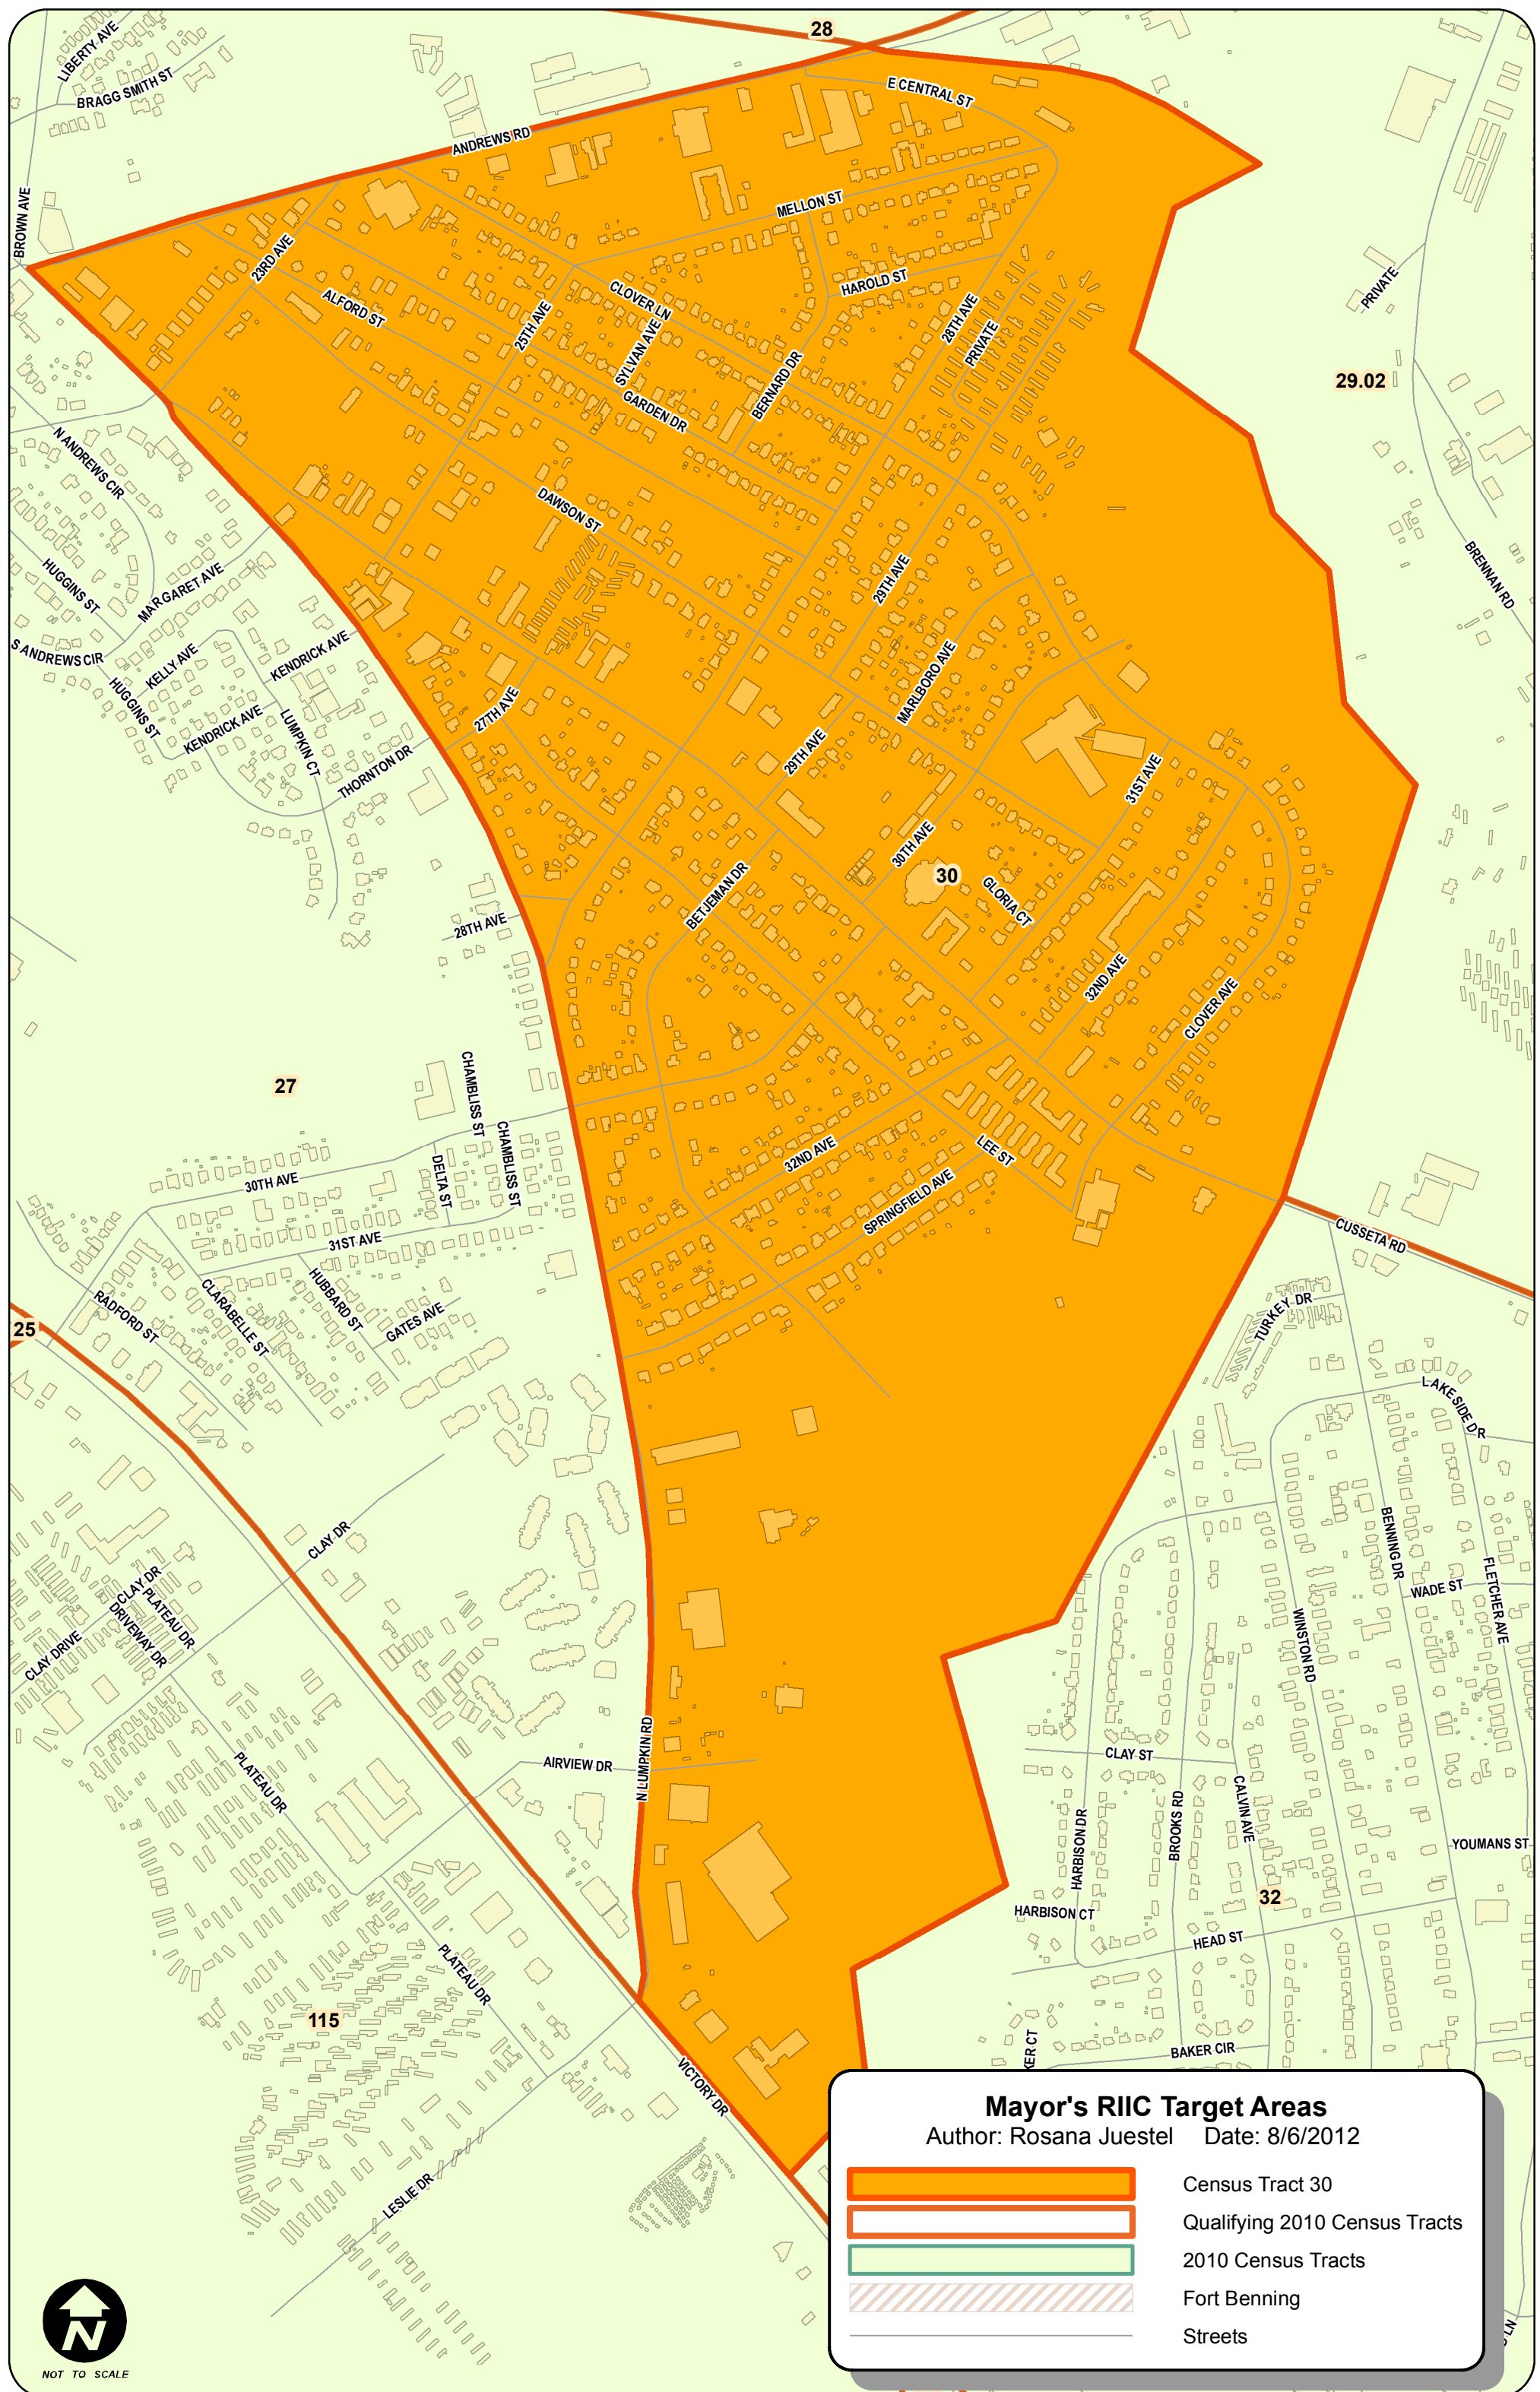 28
LIBERTY AVE
BRAGG SMITH ST
E CENTRAL ST
ANDREWS RD
BROWN AVE
MELLON ST
23RD AVE
HAROLD ST
PRIVATE
ALFORD ST
CLOVER LN
25TH AVE
SYLVAN AVE
28TH AVE
PRIVATE
BERNARD DR
29.02
GARDEN DR
N ANDREWS CIR
DAWSON ST
HUGGINS ST
MARGARET AVE
29TH AVE
BRENNAN RD
S ANDREWS CIR
KELLY AVE
KENDRICK AVE
HUGGINS ST
MARLBORO AVE
KENDRICK AVE
LUMPKIN CT
27TH AVE
THORNTON DR
29TH AVE
31ST AVE
30TH AVE
30
BETJEMAN DR
GLORIA CT
28TH AVE
32ND AVE
CLOVER AVE
27
CHAMBLISS ST
CHAMBLISS ST
DELTA ST
30TH AVE
32ND AVE
LEE ST
SPRINGFIELD AVE
31ST AVE
CUSSETA RD
HUBBARD ST
CLARABELLE ST
RADFORD ST
GATES AVE
25
TURKEY DR
LAKESIDE DR
CLAY DR
BENNING DR
CLAY DR
PLATEAU DR
DRIVEWAY DR
CLAY DRIVE
WADE ST
FLETCHER AVE
WINSTON RD
N LUMPKIN RD
AIRVIEW DR
PLATEAU DR
CLAY ST
CALVIN AVE
BROOKS RD
HARBISON DR
YOUMANS ST
32
HARBISON CT
HEAD ST
PLATEAU DR
115
KER CT
BAKER CIR
VICTORY DR
LESLIE DR
Mayor's RIIC Target Areas
Author: Rosana Juestel Date: 8/6/2012
Census Tract 30
Qualifying 2010 Census Tracts
2010 Census Tracts
Fort Benning
Streets
LN
N
NOT TO SCALE